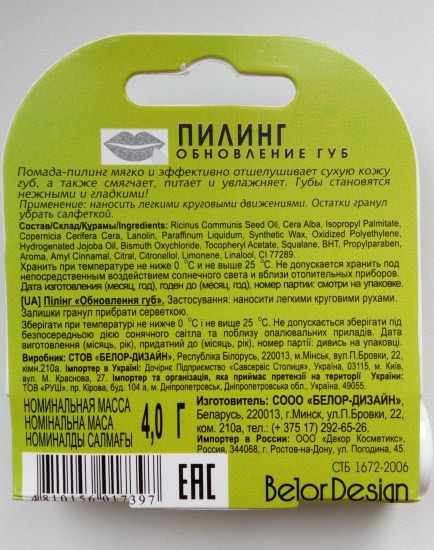 ПИЛИНГ
ОБНОВЛЕНИЕ ГУБ
Помада-пилинг мягко и эффективно отшелушивает сухую кожу
губ, а также смягчает, питает и увлажняет. Губы становятся
нежными и гладкими!
Применение: наносить легкими круговыми движениями. Остатки гранул
убрать салфеткой.
Состав/Склад/Құрамы/Ingredients: Ricinus Communis Seed Oil, Cera Alba, Isopropyl Palmitate,
Copernicia Cerifera Cera, Lanolin, Paraffinum Liquidum, Synthetic Wax, Oxidized Polyethylene,
Hydrogenated Jojoba Oil, Bismuth Oxychloride, Tocopheryl Acetate, Squalane, BHT, Propylparaben,
Aroma, Amyl Cinnamal, Citral, Citronellol, Limonene, Linalool, CI 77289.
Хранить при температуре не ниже 0 °С и не выше 25 °С. Не допускается хранить под
непосредственным воздействием солнечного света и вблизи отопительных приборов.
Дата изготовления (месяц, год), годен до (месяц, год), номер партии: смотри на упаковке.
[UA] Пілінг «Обновлення губ». Застосування: наносити легкими круговими рухами.
Залишки гранул прибрати серветкою.
Зберігати при температурі не нижче 0 °С і не вище 25 °С. Не допускається зберігати під
безпосередньою дією сонячного світла та поблизу опалювальних приладів. Дата
виготовлення (місяць, рік), придатний до (місяць, рік), номер партії: дивись на упаковці.
Виробник: СТОВ «БЕЛОР-ДИЗАЙН», Республіка Білорусь, 220013, м.Мінськ, вул.П.Бровки, 22,
кімн.210а. Імпортер в Україні: Дочірнє Підприємство «Савсервіс Столиця», Україна, 03115, м. Київ,
вул. М. Краснова, 27. Імпортер та організація, яка приймає претензії на території України:
ТОВ «РУШ», пр. Кірова, буд. 104 а, м. Дніпропетровськ, Дніпропетровська обл., Україна, 49055.
НОМИНАЛЬНАЯ МАССА
НОМІНАЛЬНА МАСА
НОМИНАЛДЫ САЛМАҒЫ
4,0 Г
Изготовитель: СООО «БЕЛОР-ДИЗАЙН»,
Беларусь, 220013, г.Минск, ул.П.Бровки, 22,
ком. 210а, тел.: (+ 375 17) 292-65-26.
Импортер в России: ООО «Декор Косметикс»,
Россия, 344068, г. Ростов-на-Дону, ул. Погодина, 45.
4810156017397
EAC
СТБ 1672-2006
BelorDesign